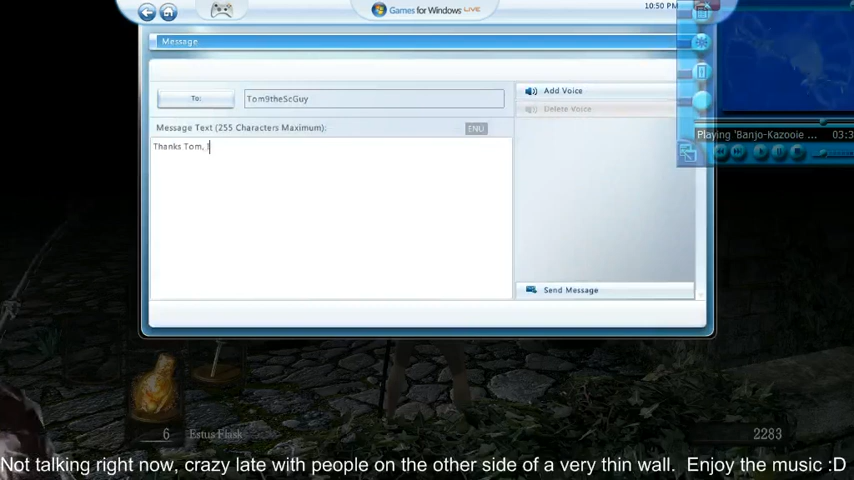 Games for Windows LIVE
10:50 PM
Message
To:
Tom9theScGuy
Add Voice
Delete Voice
Message Text (255 Characters Maximum):
ENU
Thanks Tom, I
Playing 'Banjo-Kazooie ...
03:3
Send Message
6
Estus Flask
2283
Not talking right now, crazy late with people on the other side of a very thin wall. Enjoy the music :D